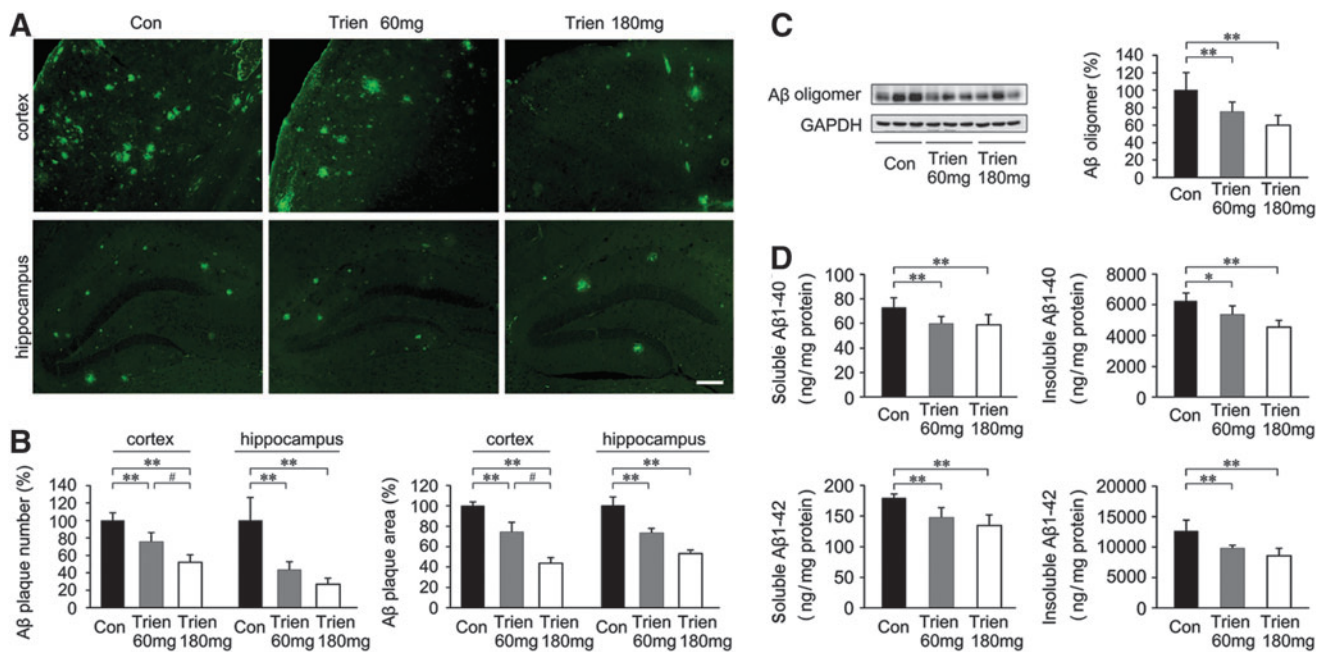 A
Con
Trien 60mg
Trien 180mg
cortex
hippocampus
B
cortex
hippocampus
Aβ plaque number (%)
120
100
80
60
40
20
0
**
**
#
**
**
Con
Trien
60mg
Trien
180mg
Con
Trien
60mg
Trien
180mg
cortex
hippocampus
Aβ plaque area (%)
120
100
80
60
40
20
0
**
**
#
**
**
Con
Trien
60mg
Trien
180mg
Con
Trien
60mg
Trien
180mg
C
Aβ oligomer
GAPDH
Con
Trien
60mg
Trien
180mg
Aβ oligomer (%)
140
120
100
80
60
40
20
0
**
**
Con
Trien
60mg
Trien
180mg
D
Soluble Aβ1-40
( ng/ mg protein)
100
80
60
40
20
0
**
**
Con
Trien
60mg
Trien
180mg
Insoluble Aβ1-40
( ng/ mg protein)
8000
6000
4000
2000
0
**
*
Con
Trien
60mg
Trien
180mg
Soluble Aβ1-42
( ng/ mg protein)
200
150
100
50
0
**
**
Con
Trien
60mg
Trien
180mg
Insoluble Aβ1-42
( ng/ mg protein)
20000
15000
10000
5000
0
**
**
Con
Trien
60mg
Trien
180mg